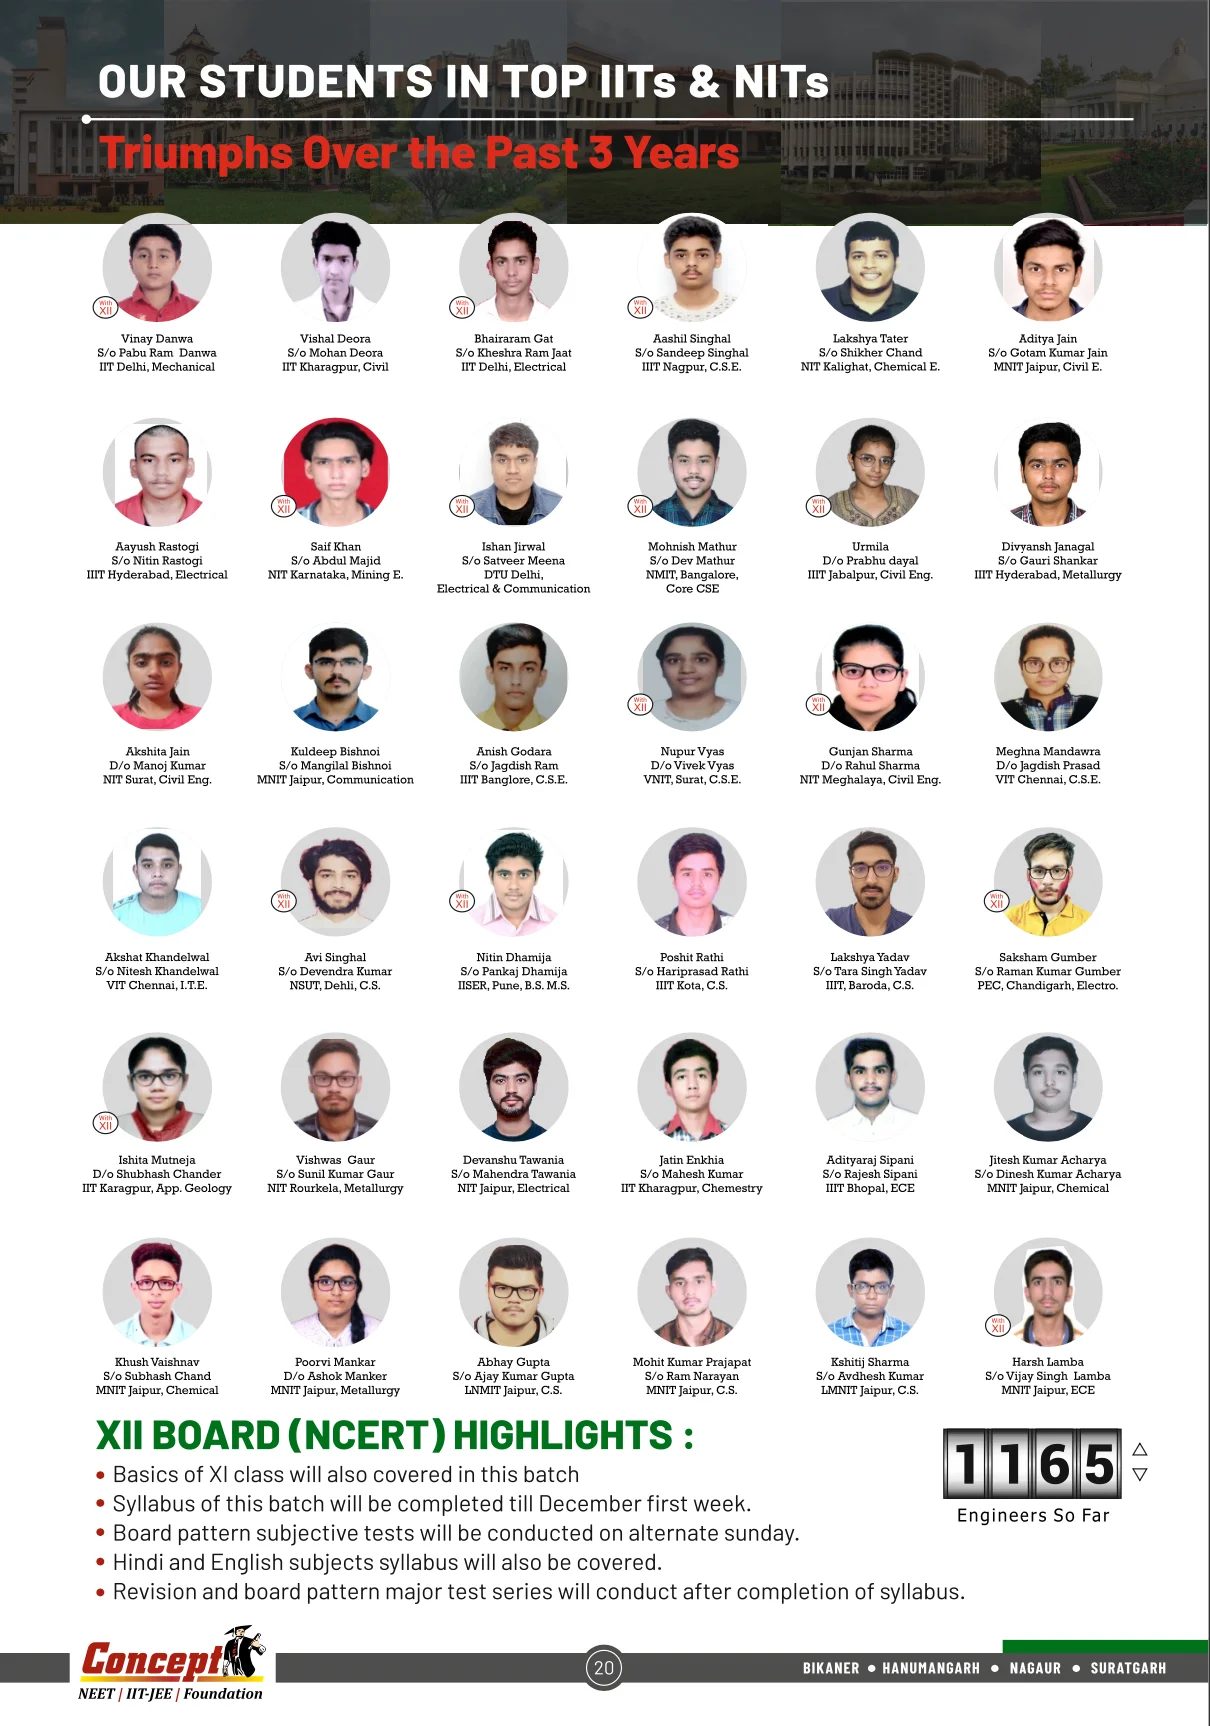 OUR STUDENTS IN TOP IITs & NITs
Triumphs Over the Past 3 Years
With
XII
Vinay Danwa
S/o Pabu Ram Danwa
IIT Delhi, Mechanical
Vishal Deora
S/o Mohan Deora
IIT Kharagpur, Civil
With
XII
Bhairaram Gat
S/o Kheshra Ram Jaat
IIT Delhi, Electrical
With
XII
Aashil Singhal
S/o Sandeep Singhal
IIIT Nagpur, C.S.E.
Lakshya Tater
S/o Shikher Chand
NIT Kalighat, Chemical E.
Aditya Jain
S/o Gotam Kumar Jain
MNIT Jaipur, Civil E.
Aayush Rastogi
S/o Nitin Rastogi
IIIT Hyderabad, Electrical
With
XII
Saif Khan
S/o Abdul Majid
NIT Karnataka, Mining E.
With
XII
Ishan Jirwal
S/o Satveer Meena
DTU Delhi,
Electrical & Communication
With
XII
Mohnish Mathur
S/o Dev Mathur
NMIT, Bangalore,
Core CSE
With
XII
Urmila
D/o Prabhu dayal
IIIT Jabalpur, Civil Eng.
Divyansh Janagal
S/o Gauri Shankar
IIIT Hyderabad, Metallurgy
Akshita Jain
D/o Manoj Kumar
NIT Surat, Civil Eng.
Kuldeep Bishnoi
S/o Mangilal Bishnoi
MNIT Jaipur, Communication
Anish Godara
S/o Jagdish Ram
IIIT Banglore, C.S.E.
With
XII
Nupur Vyas
D/o Vivek Vyas
VNIT, Surat, C.S.E.
With
XII
Gunjan Sharma
D/o Rahul Sharma
NIT Meghalaya, Civil Eng.
Meghna Mandawra
D/o Jagdish Prasad
VIT Chennai, C.S.E.
Akshat Khandelwal
S/o Nitesh Khandelwal
VIT Chennai, I.T.E.
With
XII
Avi Singhal
S/o Devendra Kumar
NSUT, Dehli, C.S.
With
XII
Nitin Dhamija
S/o Pankaj Dhamija
IISER, Pune, B.S. M.S.
Poshit Rathi
S/o Hariprasad Rathi
IIIT Kota, C.S.
Lakshya Yadav
S/o Tara Singh Yadav
IIIT, Baroda, C.S.
With
XII
Saksham Gumber
S/o Raman Kumar Gumber
PEC, Chandigarh, Electro.
With
XII
Ishita Mutneja
D/o Shubhash Chander
IIT Karagpur, App. Geology
Vishwas Gaur
S/o Sunil Kumar Gaur
NIT Rourkela, Metallurgy
Devanshu Tawania
S/o Mahendra Tawania
NIT Jaipur, Electrical
Jatin Enkhia
S/o Mahesh Kumar
IIT Kharagpur, Chemestry
Adityaraj Sipani
S/o Rajesh Sipani
IIIT Bhopal, ECE
Jitesh Kumar Acharya
S/o Dinesh Kumar Acharya
MNIT Jaipur, Chemical
Khush Vaishnav
S/o Subhash Chand
MNIT Jaipur, Chemical
Poorvi Mankar
D/o Ashok Manker
MNIT Jaipur, Metallurgy
Abhay Gupta
S/o Ajay Kumar Gupta
LNMIT Jaipur, C.S.
Mohit Kumar Prajapat
S/o Ram Narayan
MNIT Jaipur, C.S.
Kshitij Sharma
S/o Avdhesh Kumar
LMNIT Jaipur, C.S.
With
XII
Harsh Lamba
S/o Vijay Singh Lamba
MNIT Jaipur, ECE
XII BOARD (NCERT) HIGHLIGHTS :
• Basics of XI class will also covered in this batch
• Syllabus of this batch will be completed till December first week.
• Board pattern subjective tests will be conducted on alternate sunday.
• Hindi and English subjects syllabus will also be covered.
• Revision and board pattern major test series will conduct after completion of syllabus.
1165
Engineers So Far
Concept
NEET | IIT-JEE | Foundation
20
BIKANER • HANUMANGARH • NAGAUR • SURATGARH